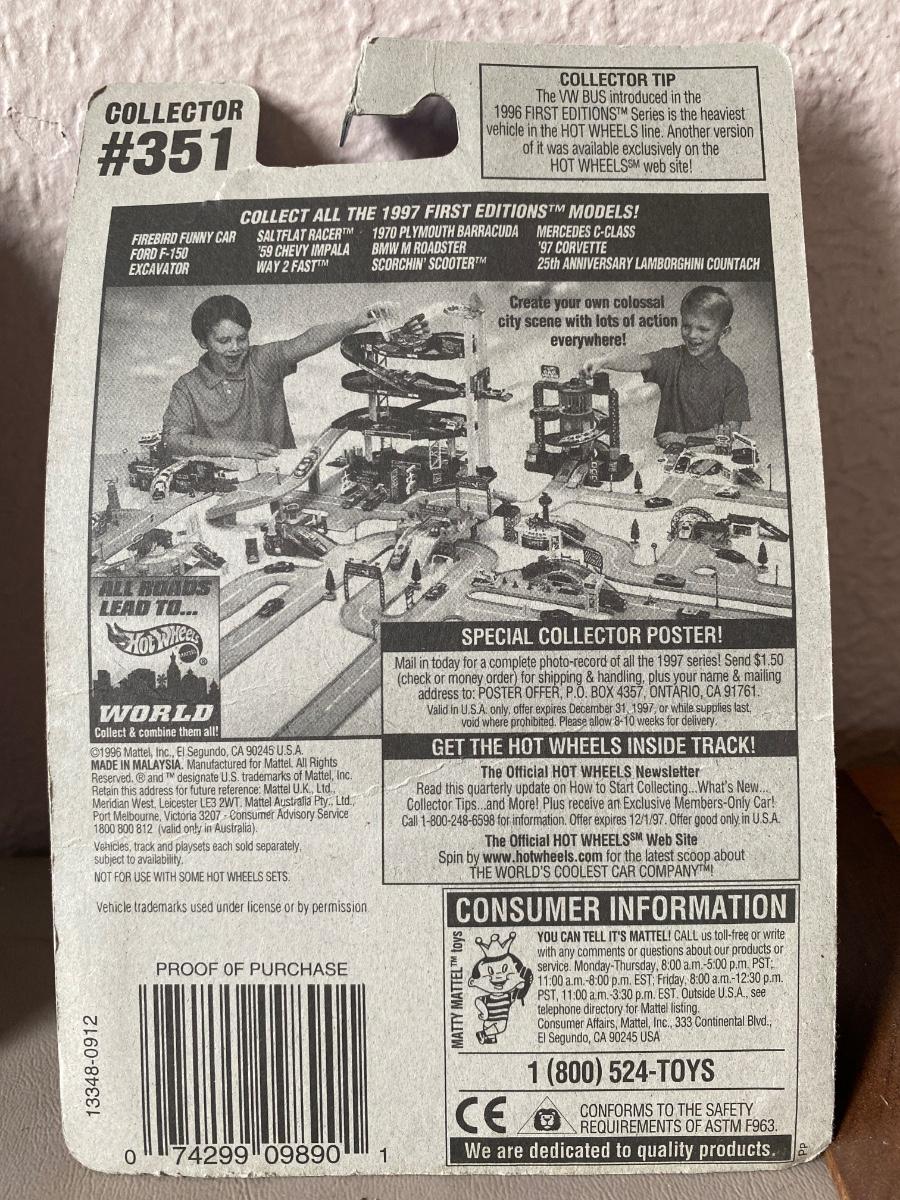 COLLECTOR
#351
COLLECTOR TIP
The VW BUS introduced in the
1996 FIRST EDITIONS™ Series is the heaviest
vehicle in the HOT WHEELS line. Another version
of it was available exclusively on the
HOT WHEELS℠ web site!
COLLECT ALL THE 1997 FIRST EDITIONS™ MODELS!
FIREBIRD FUNNY CAR
FORD F-150
EXCAVATOR
SALTFLAT RACER™
'59 CHEVY IMPALA
WAY 2 FAST™
1970 PLYMOUTH BARRACUDA
BMW M ROADSTER
SCORCHIN' SCOOTER™
MERCEDES C-CLASS
'97 CORVETTE
25th ANNIVERSARY LAMBORGHINI COUNTACH
Create your own colossal
city scene with lots of action
everywhere!
ALL ROADS
LEAD TO...
Hot Wheels
MATTEL
®
WORLD
Collect & combine them all!
SPECIAL COLLECTOR POSTER!
Mail in today for a complete photo-record of all the 1997 series! Send $1.50
(check or money order) for shipping & handling, plus your name & mailing
address to: POSTER OFFER, P.O. BOX 4357, ONTARIO, CA 91761.
Valid in U.S.A. only, offer expires December 31, 1997, or while supplies last,
void where prohibited. Please allow 8-10 weeks for delivery.
GET THE HOT WHEELS INSIDE TRACK!
The Official HOT WHEELS Newsletter
Read this quarterly update on How to Start Collecting...What's New...
Collector Tips...and More! Plus receive an Exclusive Members-Only Car!
Call 1-800-248-6598 for information. Offer expires 12/1/97. Offer good only in U.S.A.
The Official HOT WHEELS℠ Web Site
Spin by www.hotwheels.com for the latest scoop about
THE WORLD'S COOLEST CAR COMPANY™!
©1996 Mattel, Inc., El Segundo, CA 90245 U.S.A.
MADE IN MALAYSIA. Manufactured for Mattel. All Rights
Reserved. ® and ™ designate U.S. trademarks of Mattel, Inc.
Retain this address for future reference: Mattel U.K., Ltd.,
Meridian West, Leicester LE3 2WT. Mattel Australia Pty., Ltd.,
Port Melbourne, Victoria 3207 - Consumer Advisory Service
1800 800 812 (valid only in Australia).
Vehicles, track and playsets each sold separately,
subject to availability.
NOT FOR USE WITH SOME HOT WHEELS SETS.
Vehicle trademarks used under license or by permission
PROOF OF PURCHASE
13348-0912
0 74299 09890 1
CONSUMER INFORMATION
MATTY MATTEL™ toys
YOU CAN TELL IT'S MATTEL! CALL us toll-free or write
with any comments or questions about our products or
service. Monday-Thursday, 8:00 a.m.-5:00 p.m. PST;
11:00 a.m.-8:00 p.m. EST; Friday, 8:00 a.m.-12:30 p.m.
PST, 11:00 a.m.-3:30 p.m. EST. Outside U.S.A., see
telephone directory for Mattel listing.
Consumer Affairs, Mattel, Inc., 333 Continental Blvd.,
El Segundo, CA 90245 USA
1 (800) 524-TOYS
CE
CONFORMS TO THE SAFETY
REQUIREMENTS OF ASTM F963.
We are dedicated to quality products.
PP